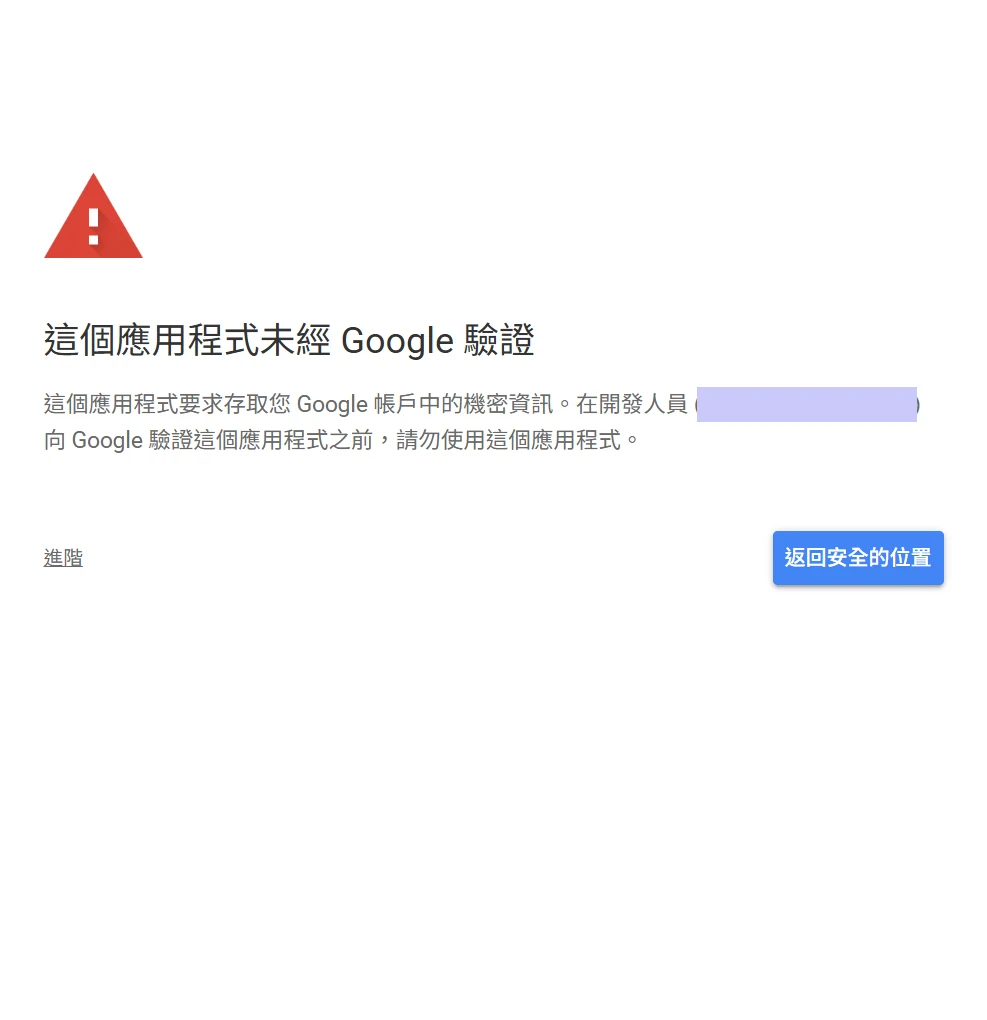 這個應用程式未經 Google 驗證
這個應用程式要求存取您 Google 帳戶中的機密資訊。在開發人員 ( )
向 Google 驗證這個應用程式之前，請勿使用這個應用程式。
進階
返回安全的位置